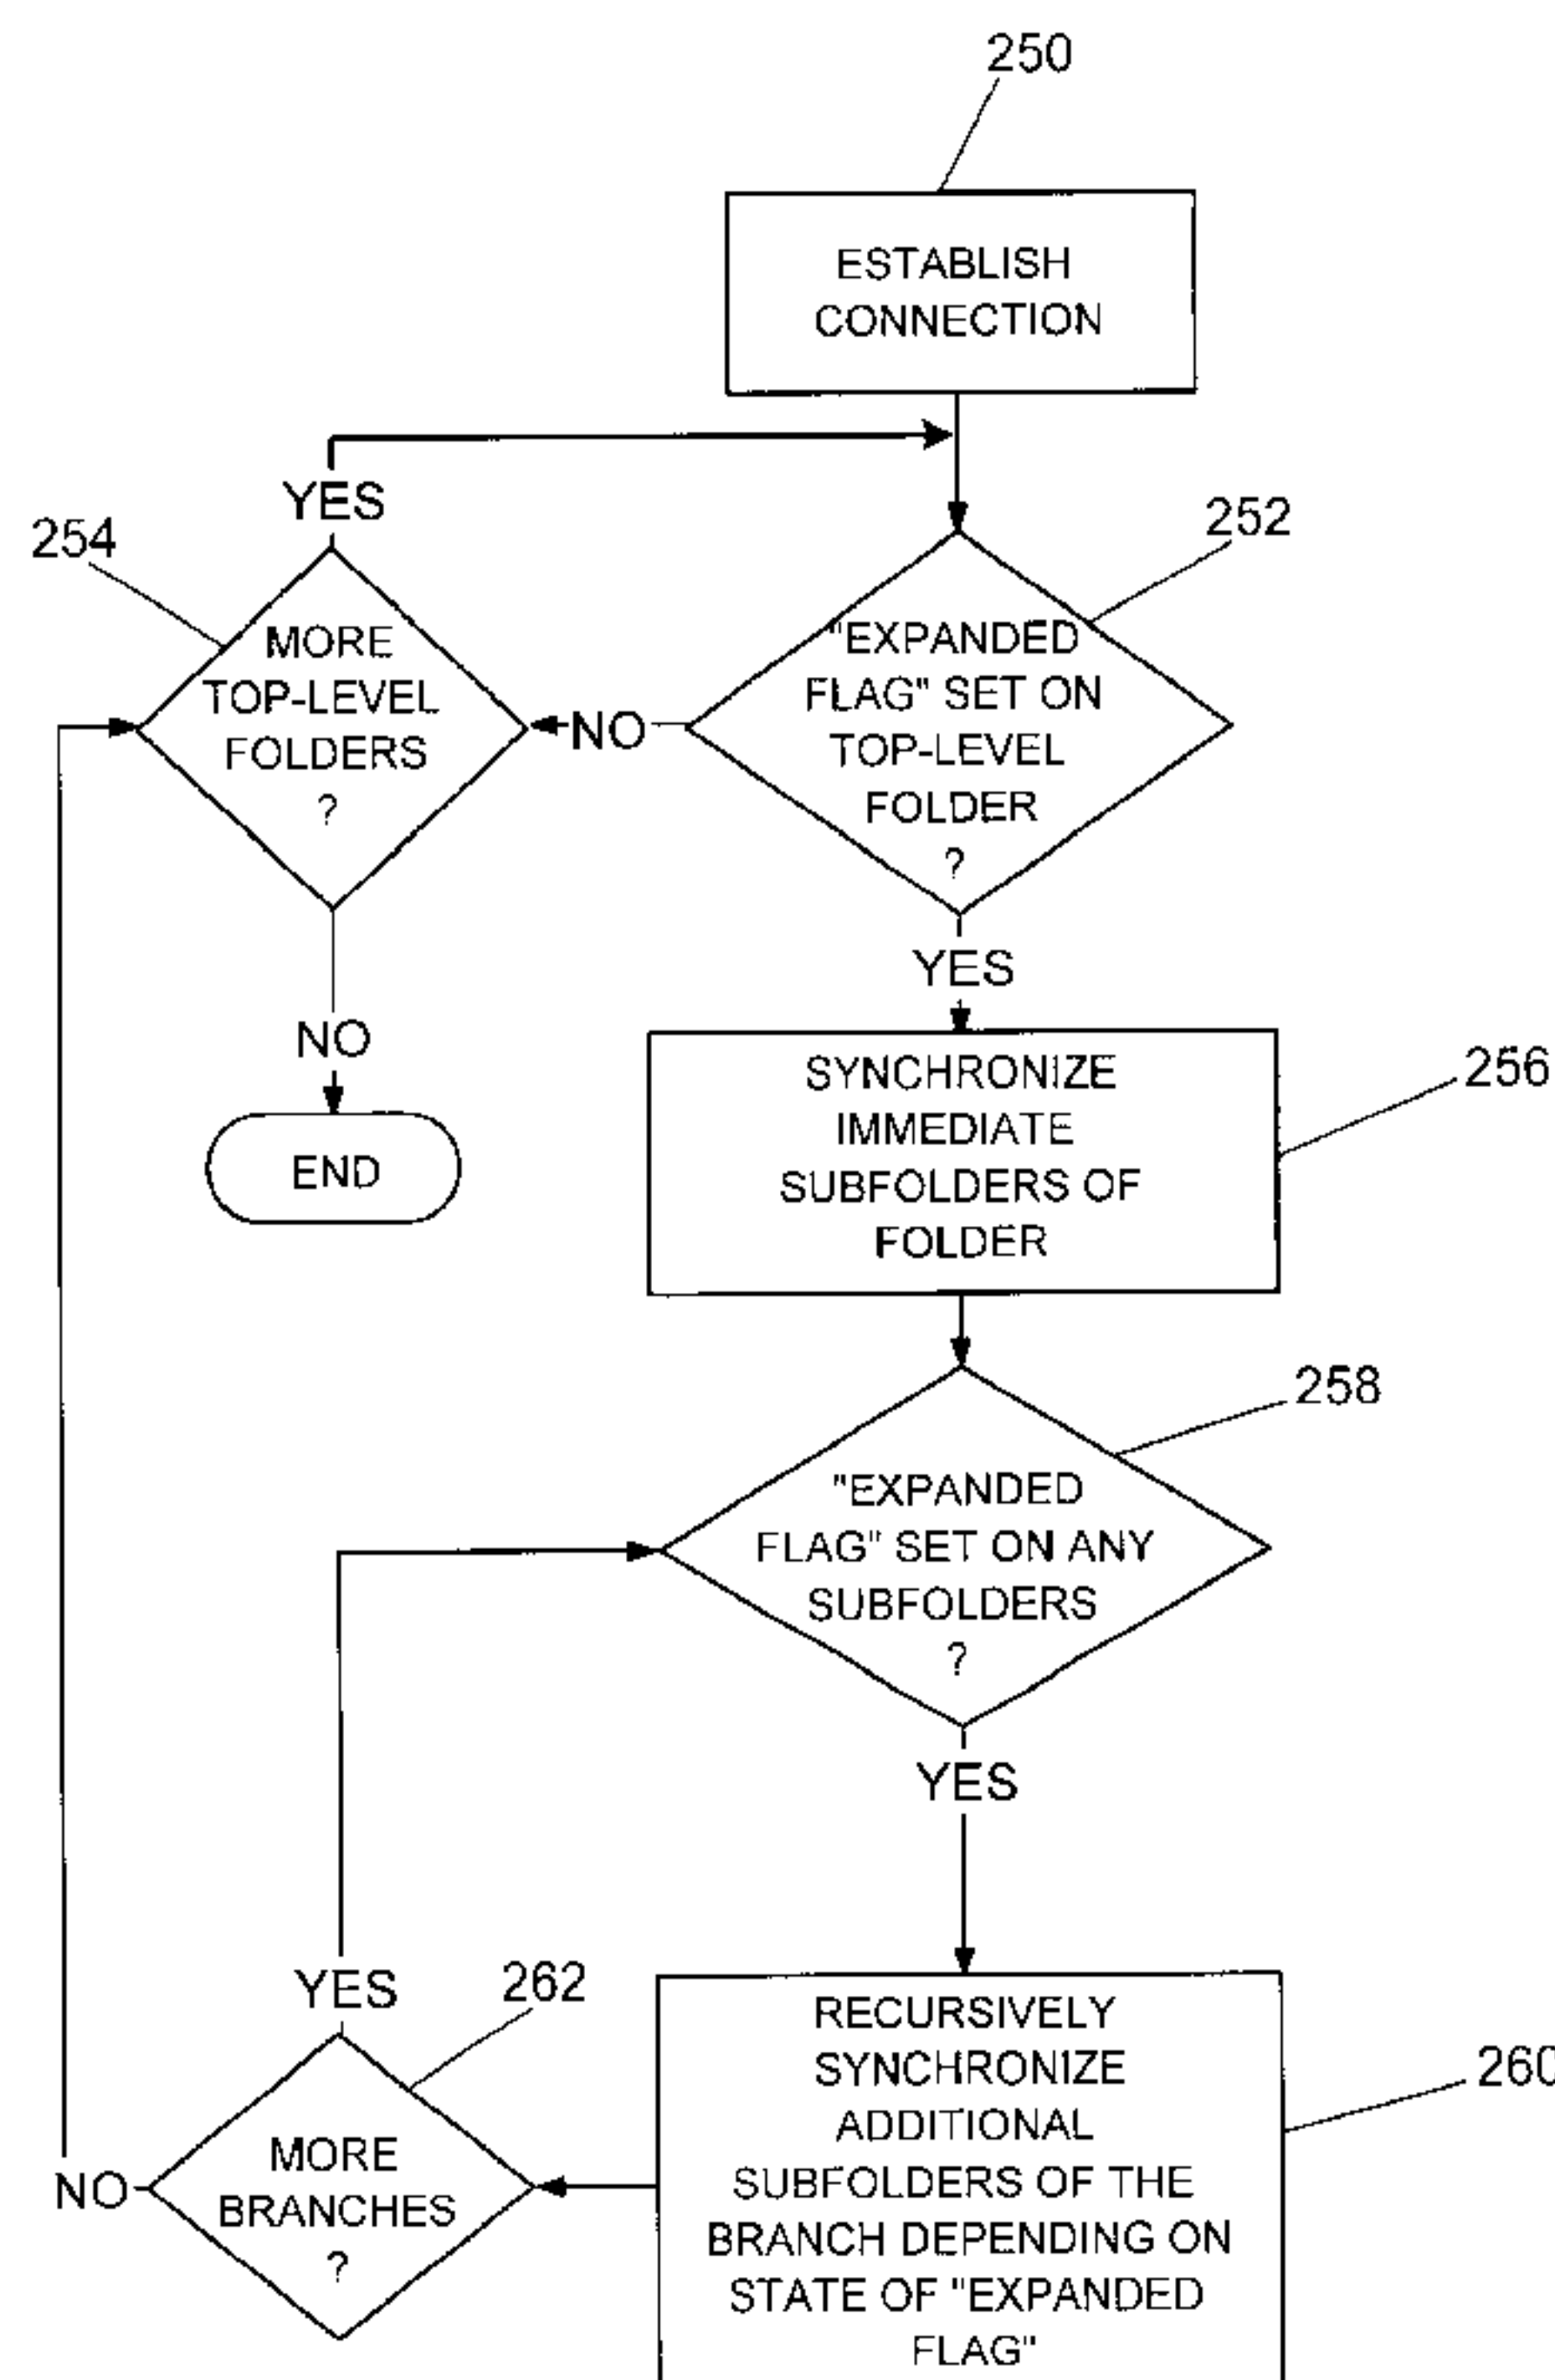 250
ESTABLISH
CONNECTION
YES
254
252
MORE
TOP-LEVEL
FOLDERS
?
NO
"EXPANDED
FLAG" SET ON
TOP-LEVEL
FOLDER
?
YES
NO
END
SYNCHRONIZE
IMMEDIATE
SUBFOLDERS OF
FOLDER
256
258
"EXPANDED
FLAG" SET ON ANY
SUBFOLDERS
?
YES
YES
262
RECURSIVELY
SYNCHRONIZE
ADDITIONAL
SUBFOLDERS OF THE
BRANCH DEPENDING ON
STATE OF "EXPANDED
FLAG"
260
NO
MORE
BRANCHES
?